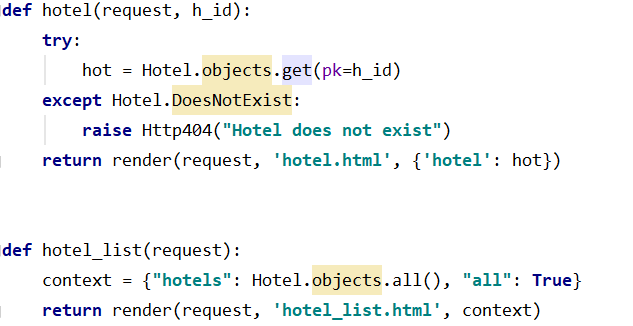 def hotel(request, h_id):
    try:
        hot = Hotel.objects.get(pk=h_id)
    except Hotel.DoesNotExist:
        raise Http404("Hotel does not exist")
    return render(request, 'hotel.html', {'hotel': hot})
def hotel_list(request):
    context = {"hotels": Hotel.objects.all(), "all": True}
    return render(request, 'hotel_list.html', context)